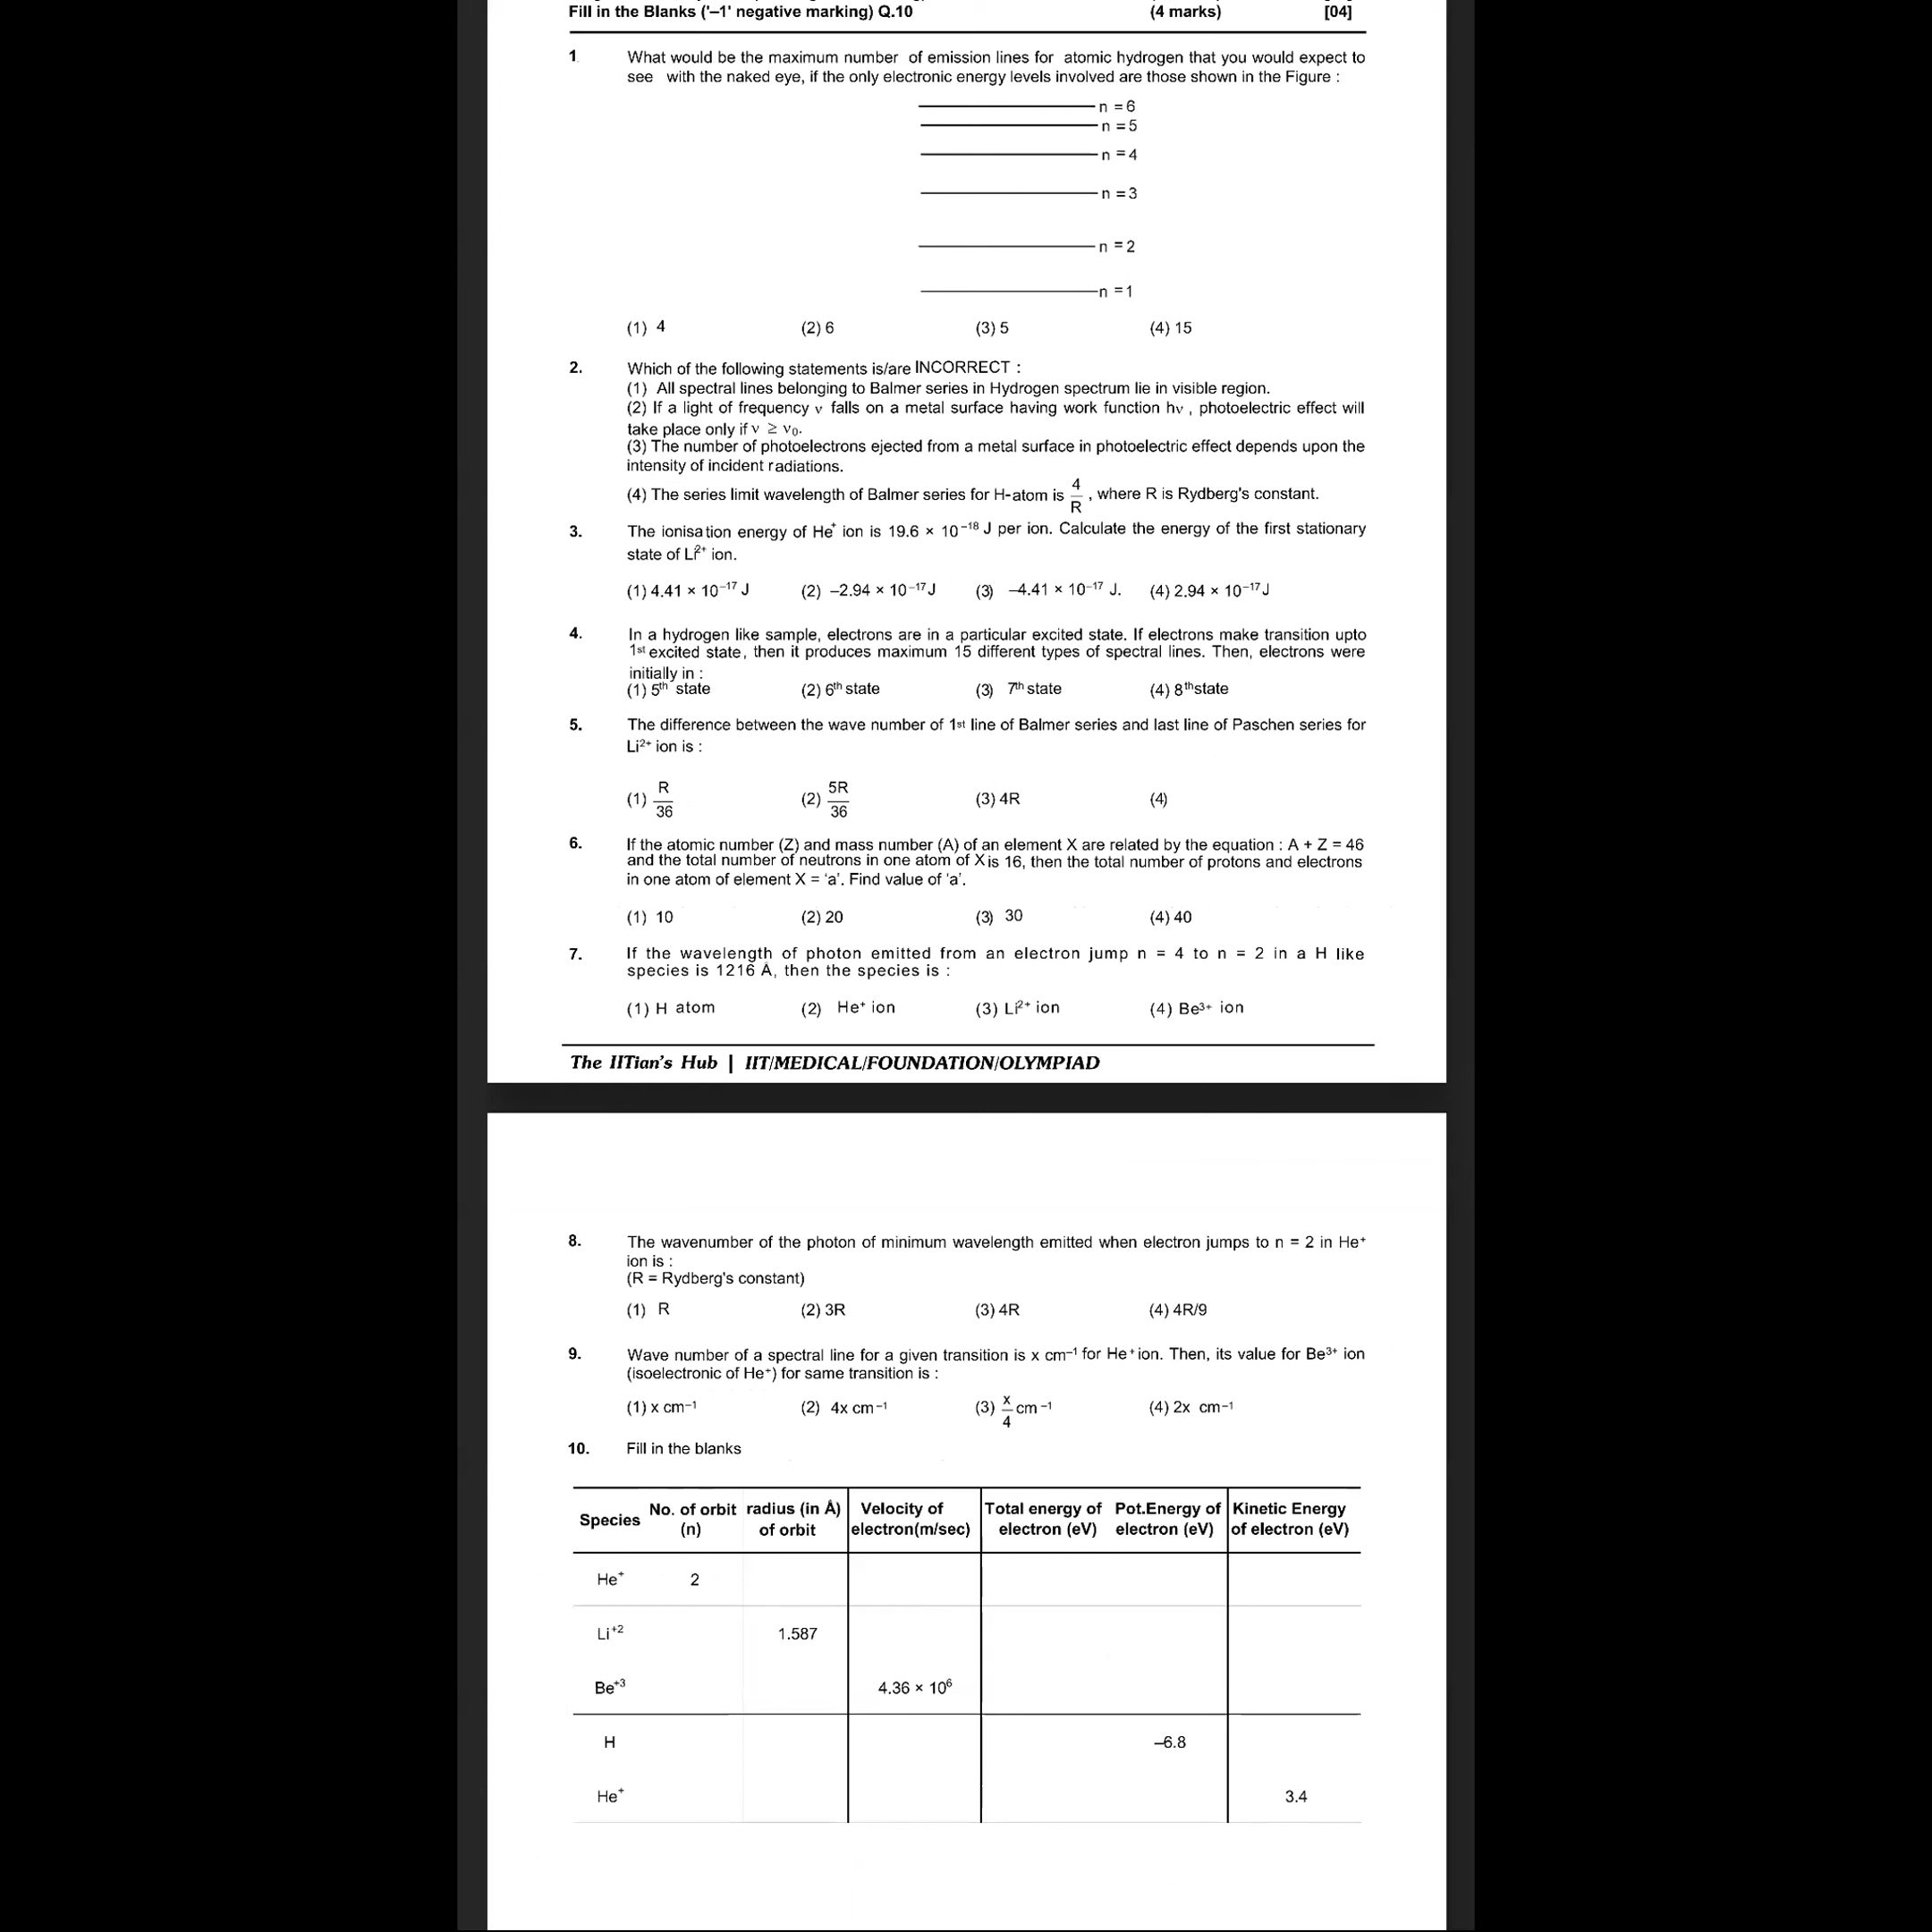 Fill in the Blanks ('–1' negative marking) Q.10 (4 marks) [04]
1. What would be the maximum number of emission lines for atomic hydrogen that you would expect to
see with the naked eye, if the only electronic energy levels involved are those shown in the Figure :
n = 6
n = 5
n = 4
n = 3
n = 2
n = 1
(1) 4 (2) 6 (3) 5 (4) 15
2. Which of the following statements is/are INCORRECT :
(1) All spectral lines belonging to Balmer series in Hydrogen spectrum lie in visible region.
(2) If a light of frequency ν falls on a metal surface having work function hν , photoelectric effect will
take place only if ν ≥ ν₀.
(3) The number of photoelectrons ejected from a metal surface in photoelectric effect depends upon the
intensity of incident radiations.
(4) The series limit wavelength of Balmer series for H-atom is 4/R , where R is Rydberg's constant.
3. The ionisation energy of He⁺ ion is 19.6 × 10⁻¹⁸ J per ion. Calculate the energy of the first stationary
state of Li²⁺ ion.
(1) 4.41 × 10⁻¹⁷ J (2) –2.94 × 10⁻¹⁷ J (3) –4.41 × 10⁻¹⁷ J. (4) 2.94 × 10⁻¹⁷ J
4. In a hydrogen like sample, electrons are in a particular excited state. If electrons make transition upto
1st excited state, then it produces maximum 15 different types of spectral lines. Then, electrons were
initially in :
(1) 5th state (2) 6th state (3) 7th state (4) 8th state
5. The difference between the wave number of 1st line of Balmer series and last line of Paschen series for
Li²⁺ ion is :
(1) R/36 (2) 5R/36 (3) 4R (4)
6. If the atomic number (Z) and mass number (A) of an element X are related by the equation : A + Z = 46
and the total number of neutrons in one atom of X is 16, then the total number of protons and electrons
in one atom of element X = ‘a’. Find value of ‘a’.
(1) 10 (2) 20 (3) 30 (4) 40
7. If the wavelength of photon emitted from an electron jump n = 4 to n = 2 in a H like
species is 1216 Å, then the species is :
(1) H atom (2) He⁺ ion (3) Li²⁺ ion (4) Be³⁺ ion
The IITian's Hub | IIT/MEDICAL/FOUNDATION/OLYMPIAD
8. The wavenumber of the photon of minimum wavelength emitted when electron jumps to n = 2 in He⁺
ion is :
(R = Rydberg's constant)
(1) R (2) 3R (3) 4R (4) 4R/9
9. Wave number of a spectral line for a given transition is x cm⁻¹ for He⁺ ion. Then, its value for Be³⁺ ion
(isoelectronic of He⁺) for same transition is :
(1) x cm⁻¹ (2) 4x cm⁻¹ (3) x/4 cm⁻¹ (4) 2x cm⁻¹
10. Fill in the blanks
Species No. of orbit (n) radius (in Å) of orbit Velocity of electron(m/sec) Total energy of electron (eV) Pot.Energy of electron (eV) Kinetic Energy of electron (eV)
He⁺ 2
Li⁺² 1.587
Be⁺³ 4.36 × 10⁶
H –6.8
He⁺ 3.4